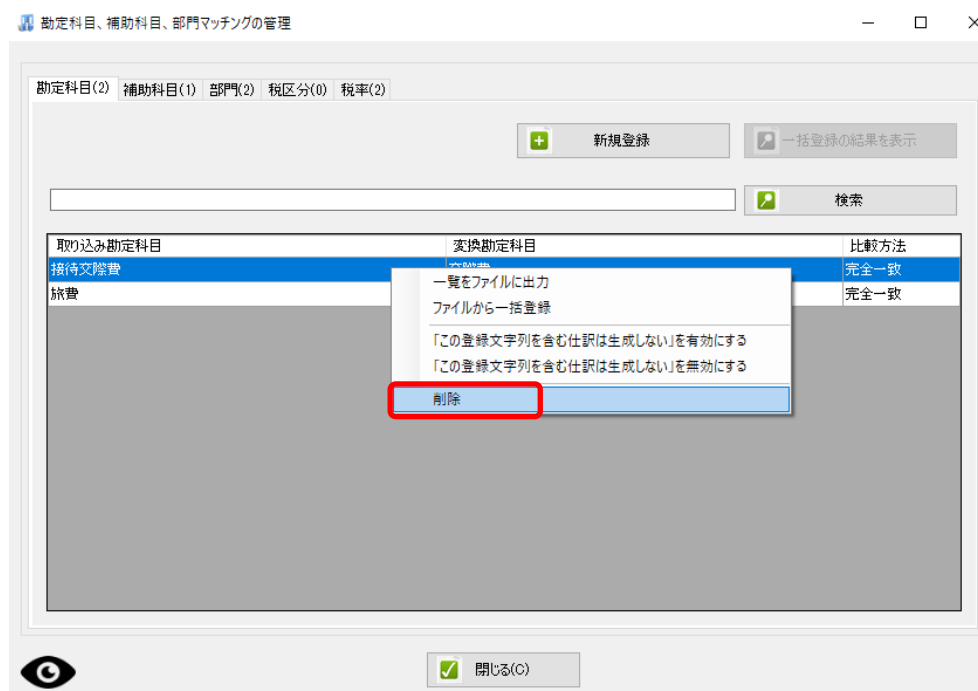 勘定科目、補助科目、部門マッチングの管理
勘定科目(2) 補助科目(1) 部門(2) 税区分(0) 税率(2)
新規登録 一括登録の結果を表示
検索
取り込み勘定科目 変換勘定科目 比較方法
接待交際費 交際費 完全一致
旅費 完全一致
一覧をファイルに出力
ファイルから一括登録
「この登録文字列を含む仕訳は生成しない」を有効にする
「この登録文字列を含む仕訳は生成しない」を無効にする
削除
閉じる(C)